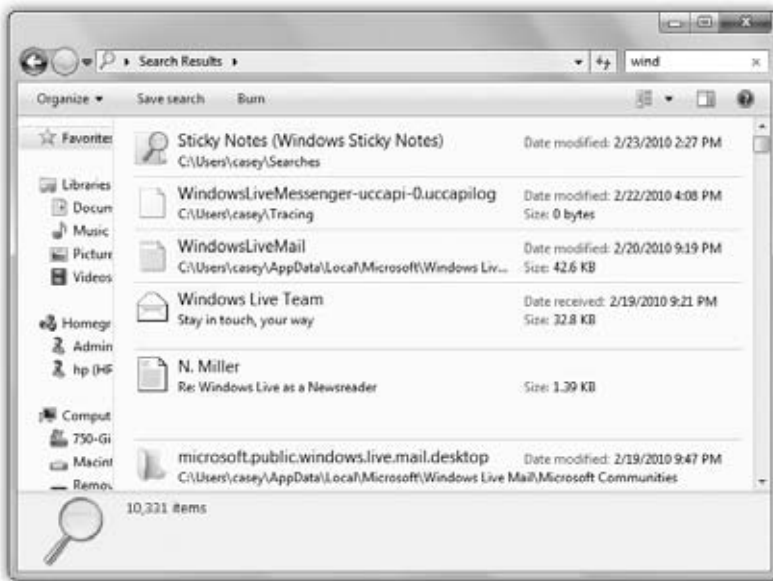 Search Results
wind
Organize
Save search
Burn
Favorites
Libraries
Docum
Music
Picture
Videos
Homegr
Admin
hp (HP
Comput
750-Gi
Macint
Remov
Sticky Notes (Windows Sticky Notes)
Date modified: 2/23/2010 2:27 PM
C:\Users\casey\Searches
WindowsLiveMessenger-uccapi-0.uccapilog
Date modified: 2/22/2010 4:08 PM
C:\Users\casey\Tracing
Size: 0 bytes
WindowsLiveMail
Date modified: 2/20/2010 9:19 PM
C:\Users\casey\AppData\Local\Microsoft\Windows Liv...
Size: 42.6 KB
Windows Live Team
Date received: 2/19/2010 9:21 PM
Stay in touch, your way
Size: 32.8 KB
N. Miller
Re: Windows Live as a Newsreader
Size: 1.39 KB
microsoft.public.windows.live.mail.desktop
Date modified: 2/19/2010 9:47 PM
C:\Users\casey\AppData\Local\Microsoft\Windows Live Mail\Microsoft Communities
10,331 items